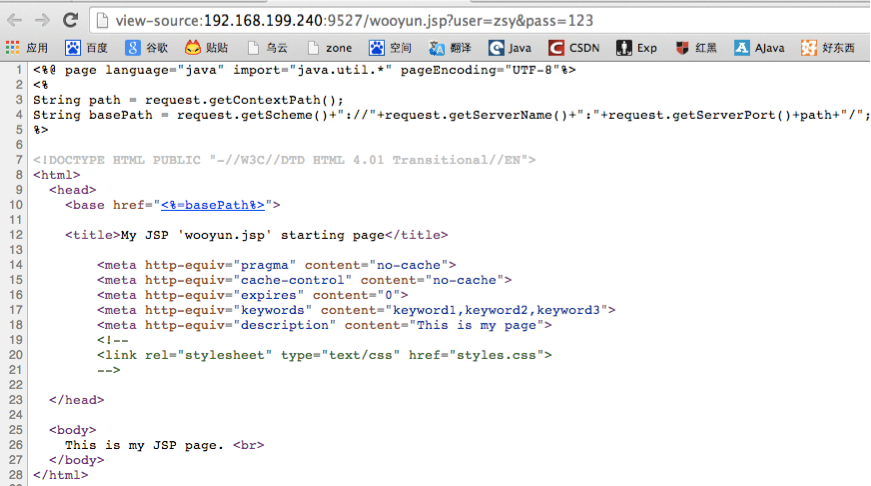 view-source:192.168.199.240:9527/wooyun.jsp?user=zsy&pass=123
应用 百度 谷歌 贴贴 乌云 zone 空间 翻译 Java CSDN Exp 红黑 AJava 好东西
1 <%@ page language="java" import="java.util.*" pageEncoding="UTF-8"%>
2 <%
3 String path = request.getContextPath();
4 String basePath = request.getScheme()+"://"+request.getServerName()+":"+request.getServerPort()+path+"/";
5 %>
6
7 <!DOCTYPE HTML PUBLIC "-//W3C//DTD HTML 4.01 Transitional//EN">
8 <html>
9   <head>
10     <base href="<%=basePath%>">
11
12     <title>My JSP 'wooyun.jsp' starting page</title>
13
14         <meta http-equiv="pragma" content="no-cache">
15         <meta http-equiv="cache-control" content="no-cache">
16         <meta http-equiv="expires" content="0">
17         <meta http-equiv="keywords" content="keyword1,keyword2,keyword3">
18         <meta http-equiv="description" content="This is my page">
19         <!--
20         <link rel="stylesheet" type="text/css" href="styles.css">
21         -->
22
23   </head>
24
25   <body>
26     This is my JSP page. <br>
27   </body>
28 </html>